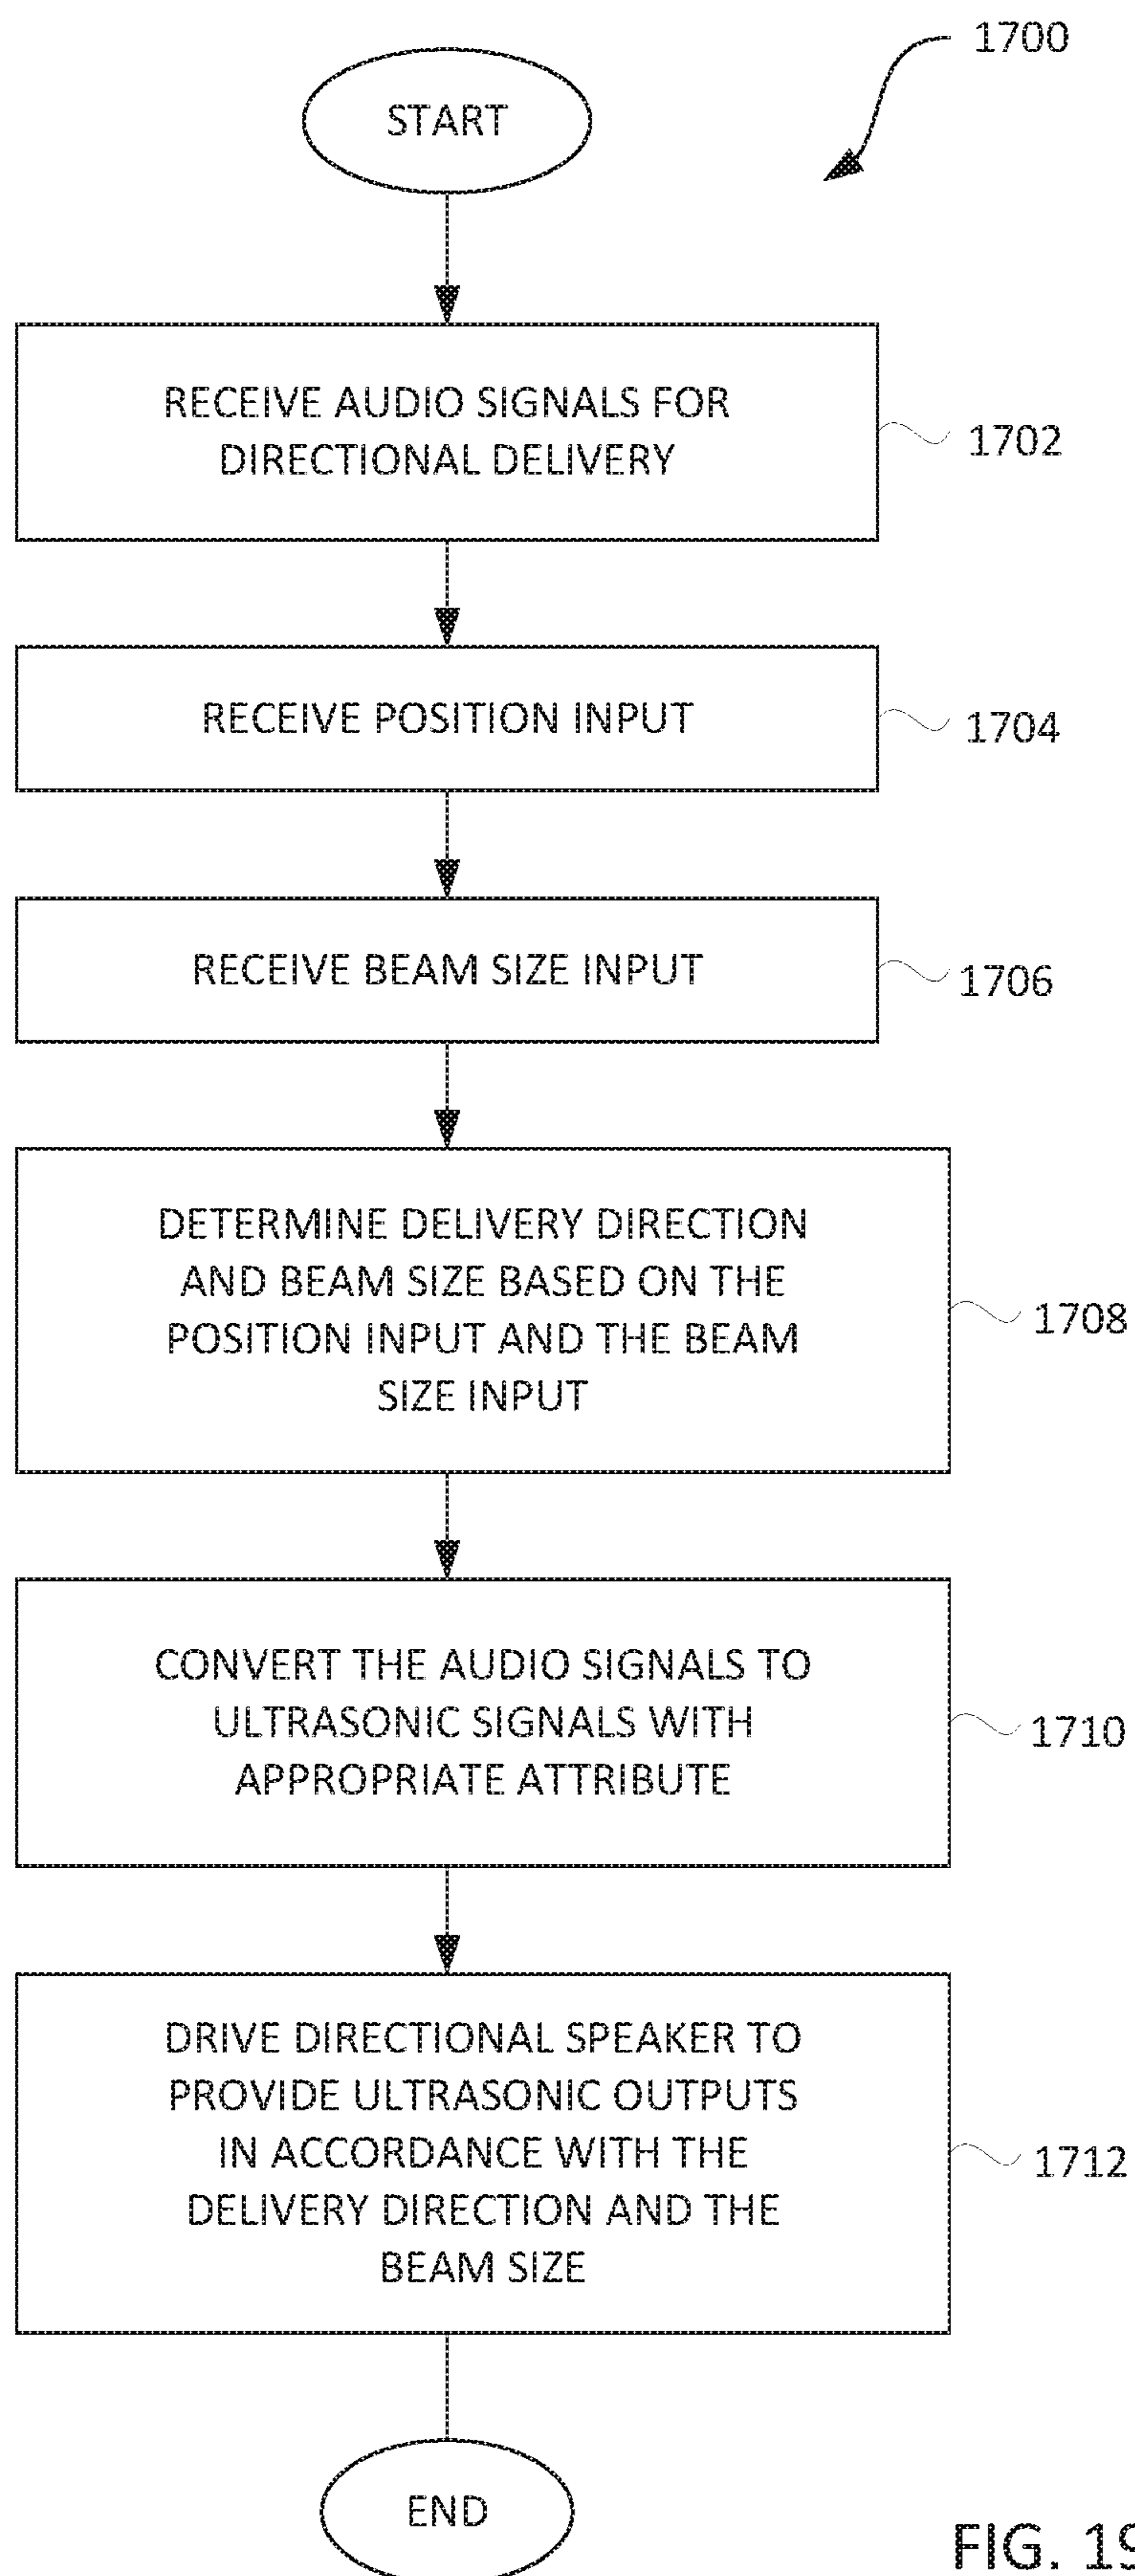 1700
START
RECEIVE AUDIO SIGNALS FOR
DIRECTIONAL DELIVERY
1702
RECEIVE POSITION INPUT
1704
RECEIVE BEAM SIZE INPUT
1706
DETERMINE DELIVERY DIRECTION
AND BEAM SIZE BASED ON THE
POSITION INPUT AND THE BEAM
SIZE INPUT
1708
CONVERT THE AUDIO SIGNALS TO
ULTRASONIC SIGNALS WITH
APPROPRIATE ATTRIBUTE
1710
DRIVE DIRECTIONAL SPEAKER TO
PROVIDE ULTRASONIC OUTPUTS
IN ACCORDANCE WITH THE
DELIVERY DIRECTION AND THE
BEAM SIZE
1712
END
FIG. 19